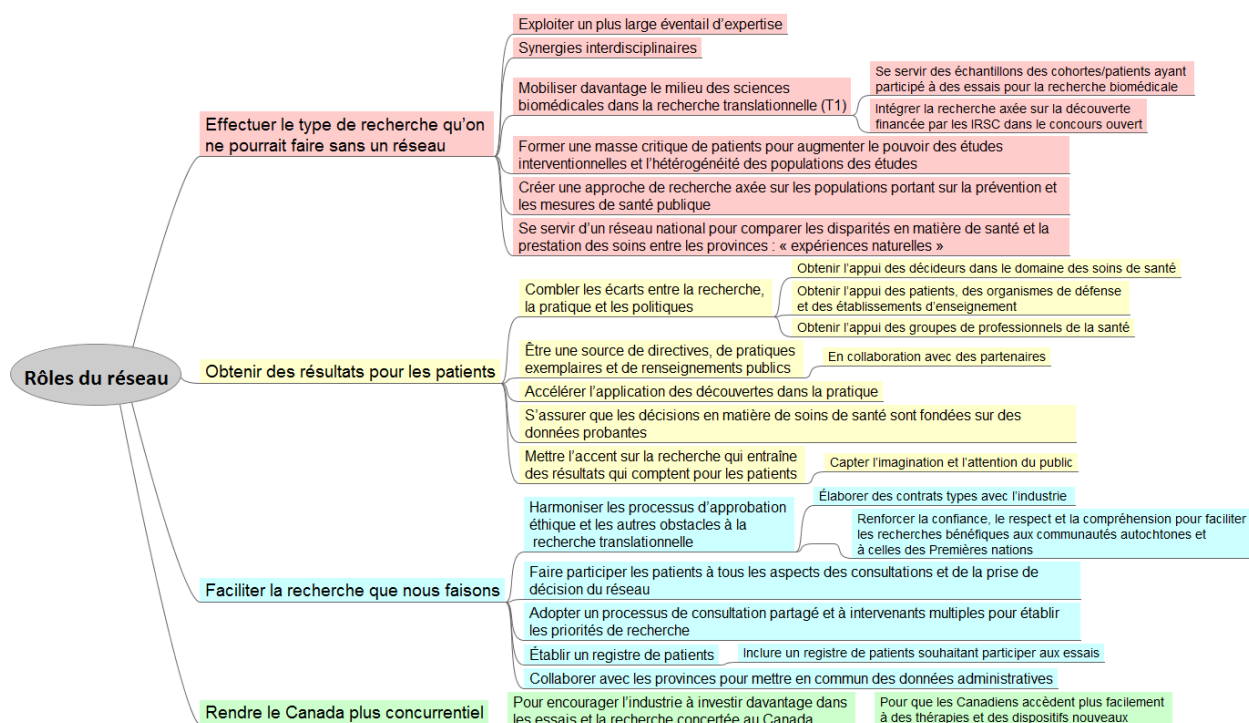 Rôles du réseau
Effectuer le type de recherche qu’on
ne pourrait faire sans un réseau
Exploiter un plus large éventail d’expertise
Synergies interdisciplinaires
Mobiliser davantage le milieu des sciences
biomédicales dans la recherche translationnelle (T1)
Se servir des échantillons des cohortes/patients ayant
participé à des essais pour la recherche biomédicale
Intégrer la recherche axée sur la découverte
financée par les IRSC dans le concours ouvert
Former une masse critique de patients pour augmenter le pouvoir des études
interventionnelles et l’hétérogénéité des populations des études
Créer une approche de recherche axée sur les populations portant sur la prévention et
les mesures de santé publique
Se servir d’un réseau national pour comparer les disparités en matière de santé et la
prestation des soins entre les provinces : « expériences naturelles »
Obtenir des résultats pour les patients
Combler les écarts entre la recherche,
la pratique et les politiques
Obtenir l’appui des décideurs dans le domaine des soins de santé
Obtenir l’appui des patients, des organismes de défense
et des établissements d’enseignement
Obtenir l’appui des groupes de professionnels de la santé
Être une source de directives, de pratiques
exemplaires et de renseignements publics
En collaboration avec des partenaires
Accélérer l’application des découvertes dans la pratique
S’assurer que les décisions en matière de soins de santé sont fondées sur des
données probantes
Mettre l’accent sur la recherche qui entraîne
des résultats qui comptent pour les patients
Capter l’imagination et l’attention du public
Faciliter la recherche que nous faisons
Harmoniser les processus d’approbation
éthique et les autres obstacles à la
recherche translationnelle
Élaborer des contrats types avec l’industrie
Renforcer la confiance, le respect et la compréhension pour faciliter
les recherches bénéfiques aux communautés autochtones et
à celles des Premières nations
Faire participer les patients à tous les aspects des consultations et de la prise de
décision du réseau
Adopter un processus de consultation partagé et à intervenants multiples pour établir
les priorités de recherche
Établir un registre de patients
Inclure un registre de patients souhaitant participer aux essais
Collaborer avec les provinces pour mettre en commun des données administratives
Rendre le Canada plus concurrentiel
Pour encourager l’industrie à investir davantage dans
les essais et la recherche concertée au Canada
Pour que les Canadiens accèdent plus facilement
à des thérapies et des dispositifs nouveaux